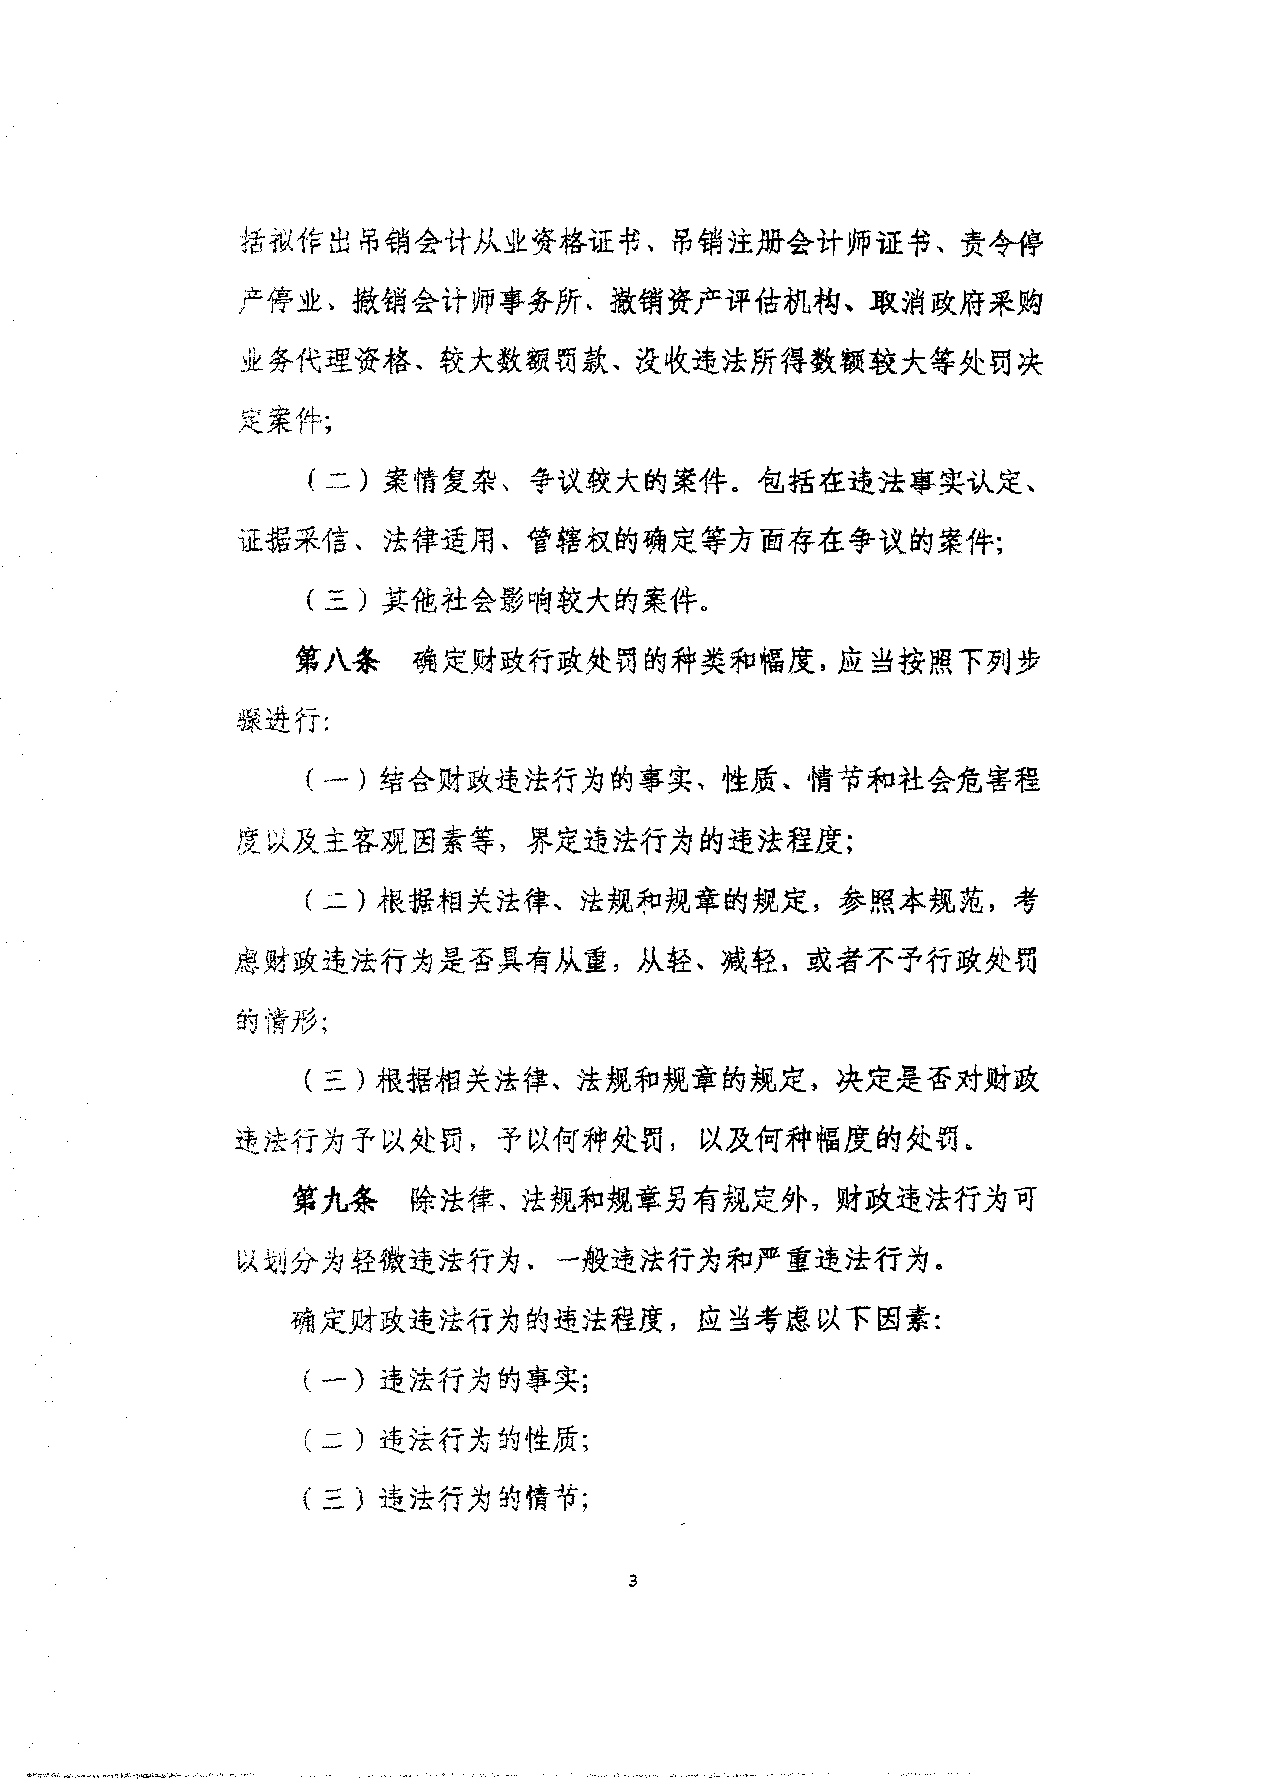 括拟作出吊销会计从业资格证书、吊销注册会计师证书、责令停
产停业、撤销会计师事务所、撤销资产评估机构、取消政府采购
业务代理资格、较大数额罚款、没收违法所得数额较大等处罚决
定案件;
（二）案情复杂、争议较大的案件。包括在违法事实认定、
证据采信、法律适用、管辖权的确定等方面存在争议的案件;
（三）其他社会影响较大的案件。
第八条 确定财政行政处罚的种类和幅度,应当按照下列步
骤进行:
（一）结合财政违法行为的事实、性质、情节和社会危害程
度以及主客观因素等，界定违法行为的违法程度;
（二）根据相关法律、法规和规章的规定，参照本规范，考
虑财政违法行为是否具有从重，从轻、减轻，或者不予行政处罚
的情形;
（三）根据相关法律、法规和规章的规定，决定是否对财政
违法行为予以处罚，予以何种处罚，以及何种幅度的处罚。
第九条 除法律、法规和规章另有规定外，财政违法行为可
以划分为轻微违法行为、一般违法行为和严重违法行为。
确定财政违法行为的违法程度，应当考虑以下因素:
（一）违法行为的事实;
（二）违法行为的性质;
（三）违法行为的情节;
3